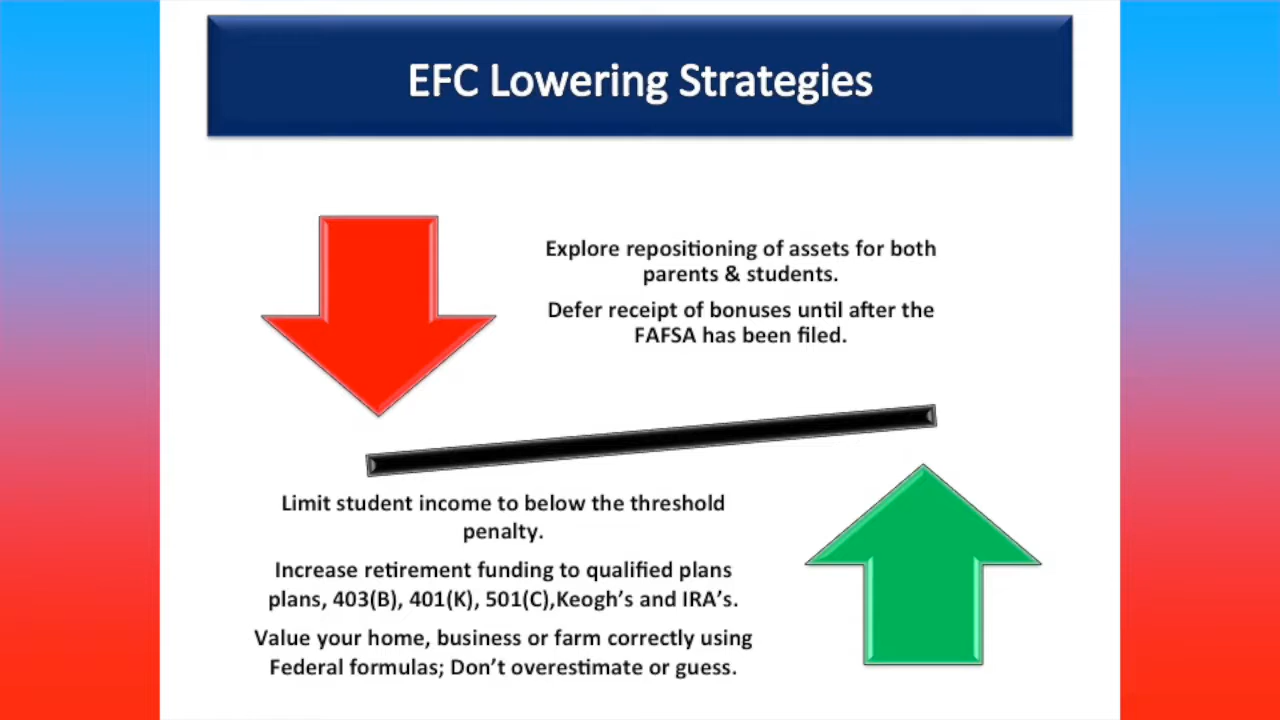 EFC Lowering Strategies
Explore repositioning of assets for both
parents & students.
Defer receipt of bonuses until after the
FAFSA has been filed.
Limit student income to below the threshold
penalty.
Increase retirement funding to qualified plans
plans, 403(B), 401(K), 501(C),Keogh’s and IRA’s.
Value your home, business or farm correctly using
Federal formulas; Don’t overestimate or guess.